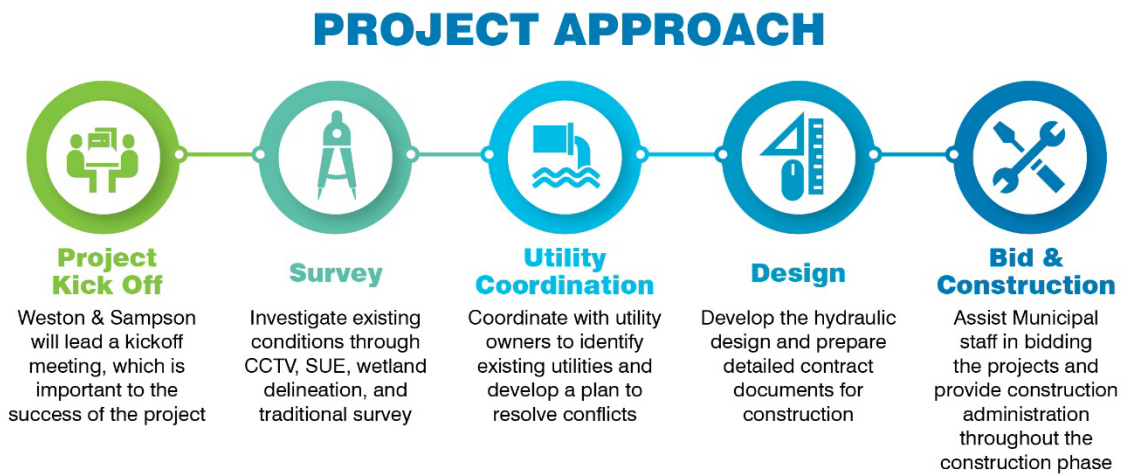 PROJECT APPROACH
Project
Kick Off
Weston & Sampson
will lead a kickoff
meeting, which is
important to the
success of the project
Survey
Investigate existing
conditions through
CCTV, SUE, wetland
delineation, and
traditional survey
Utility
Coordination
Coordinate with utility
owners to identify
existing utilities and
develop a plan to
resolve conflicts
Design
Develop the hydraulic
design and prepare
detailed contract
documents for
construction
Bid &
Construction
Assist Municipal
staff in bidding
the projects and
provide construction
administration
throughout the
construction phase